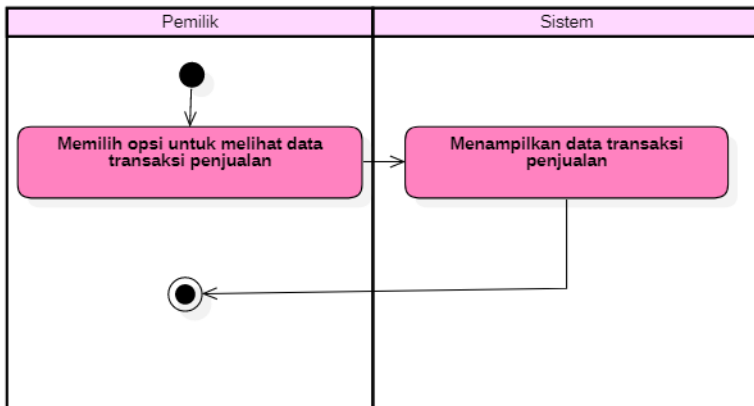 Pemilik
Sistem
Memilih opsi untuk melihat data
transaksi penjualan
Menampilkan data transaksi
penjualan